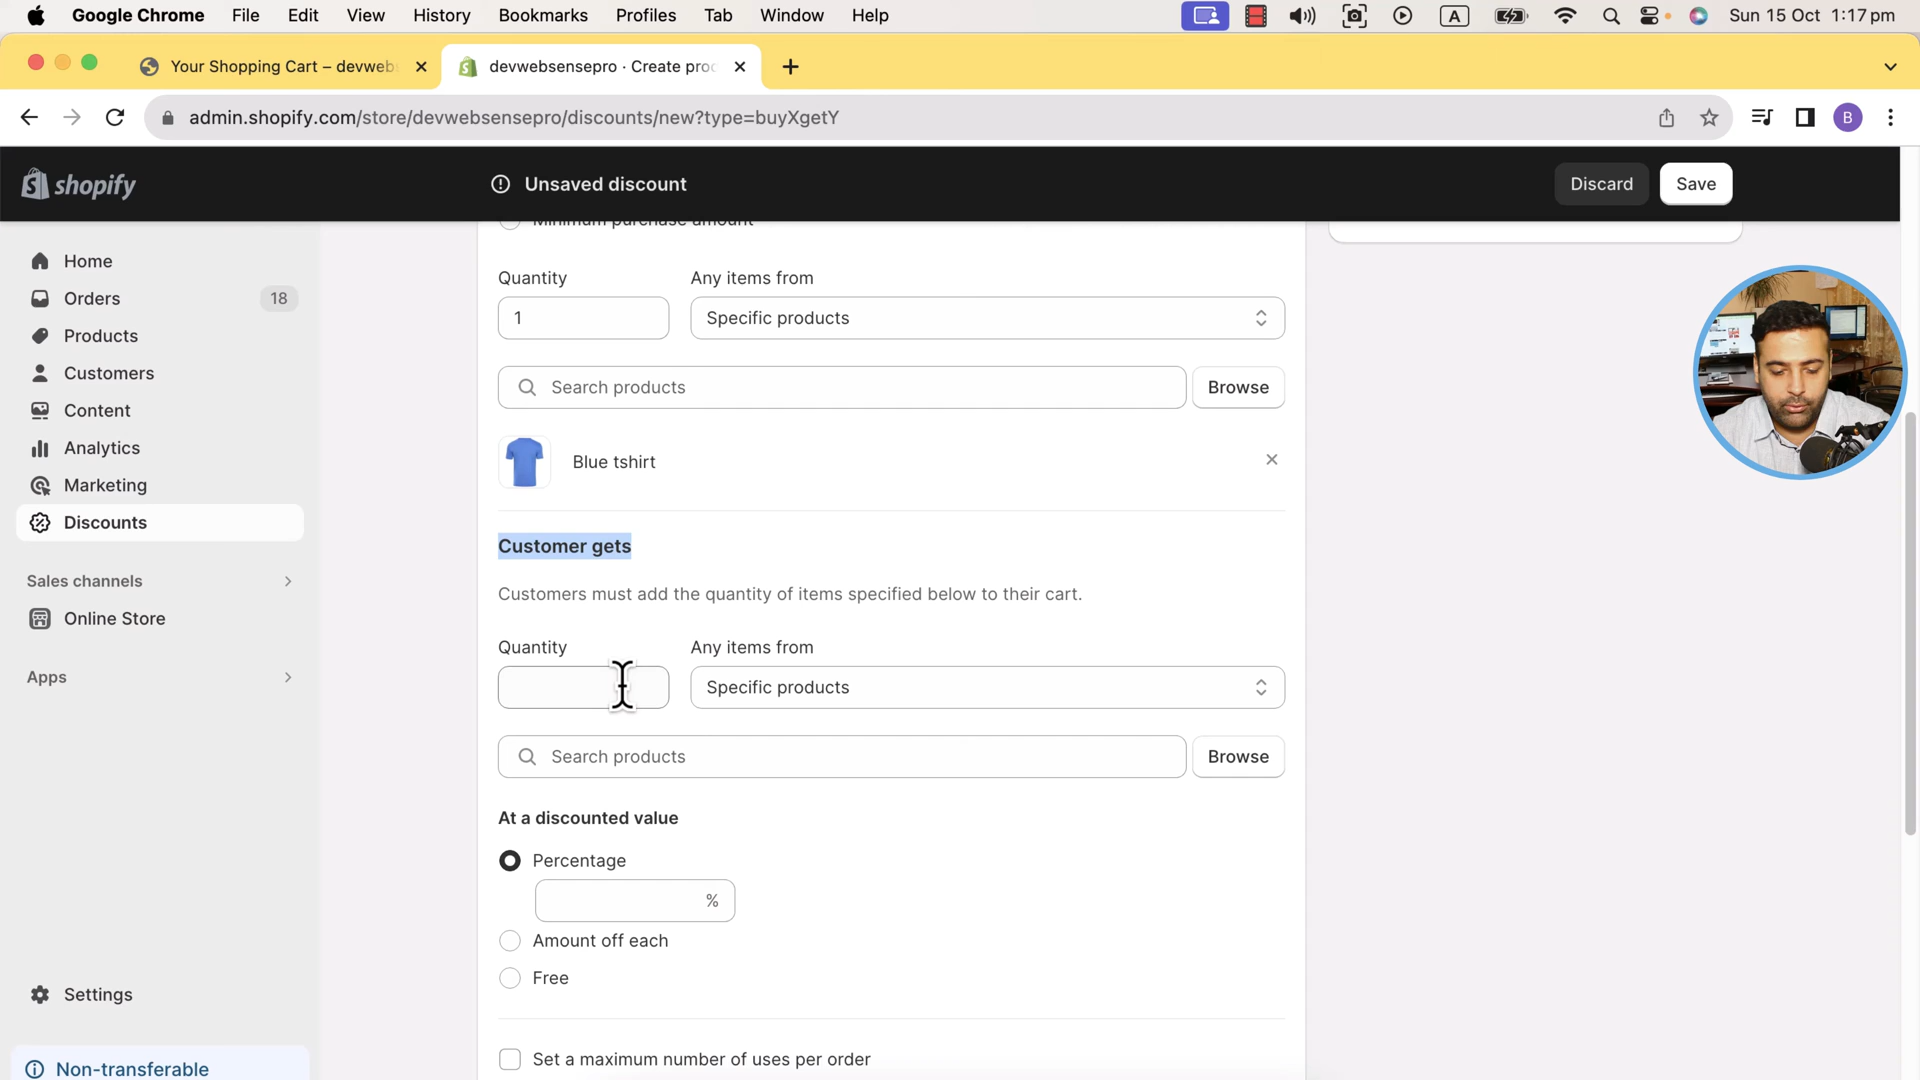 Google Chrome File Edit View History Bookmarks Profiles Tab Window Help A Sun 15 Oct 1:17 pm
Your Shopping Cart – devweb devwebsensepro · Create proc
admin.shopify.com/store/devwebsensepro/discounts/new?type=buyXgetY B
shopify Unsaved discount Discard Save
Minimum purchase amount
Home
Orders 18
Products
Customers
Content
Analytics
Marketing
Discounts
Sales channels
Online Store
Apps
Settings
Non-transferable
Quantity Any items from
1 Specific products
Search products Browse
Blue tshirt
Customer gets
Customers must add the quantity of items specified below to their cart.
Quantity Any items from
Specific products
Search products Browse
At a discounted value
Percentage
%
Amount off each
Free
Set a maximum number of uses per order